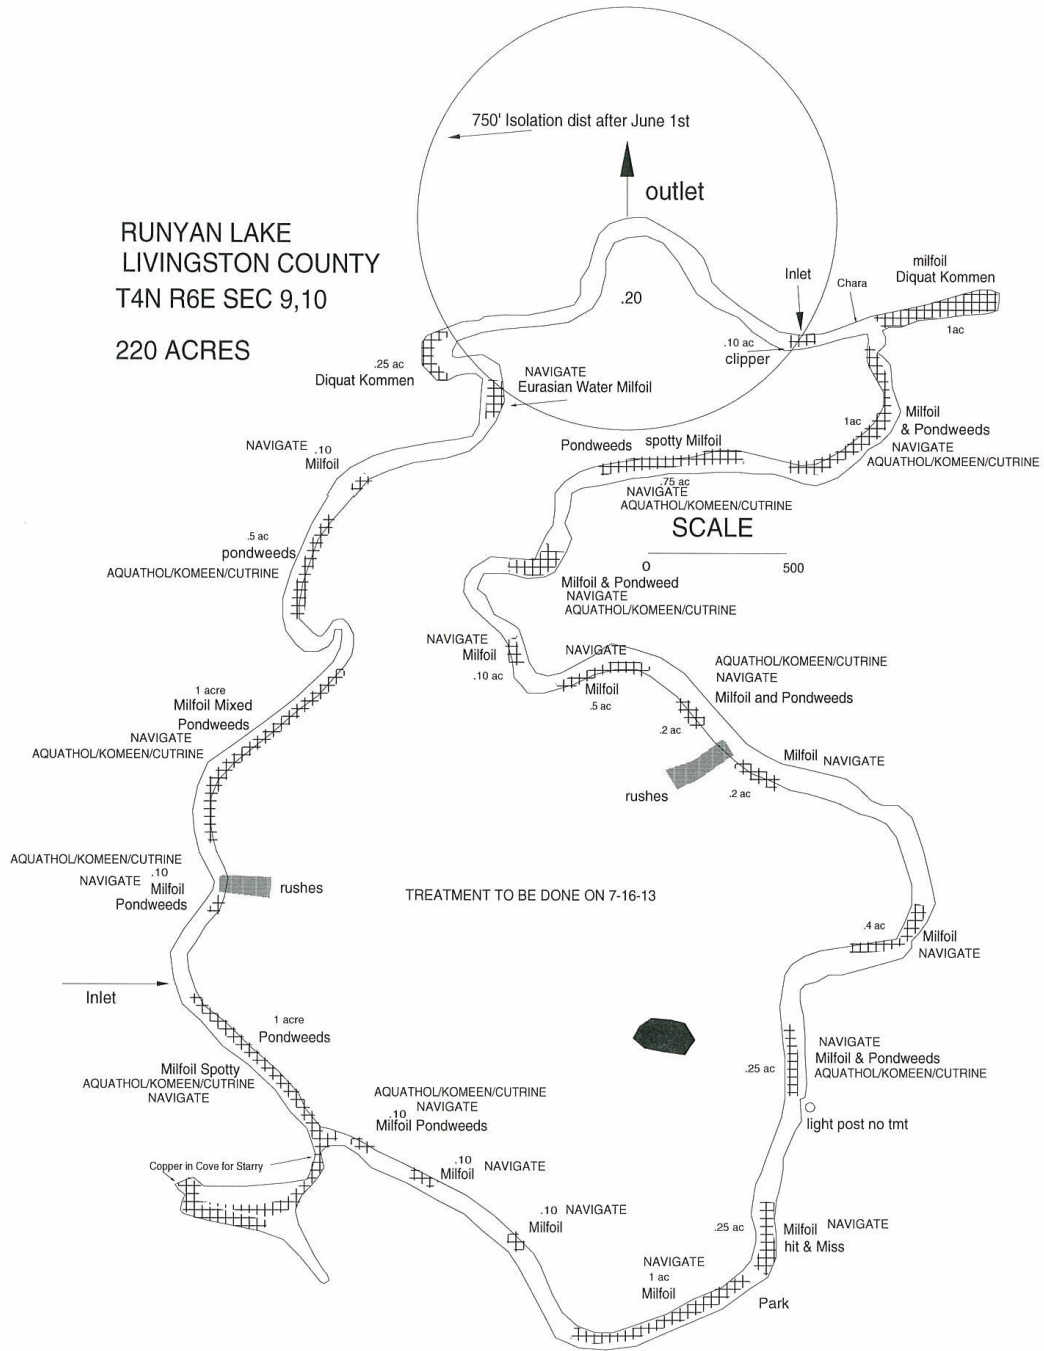 750' Isolation dist after June 1st
outlet
RUNYAN LAKE
LIVINGSTON COUNTY
T4N R6E SEC 9,10
220 ACRES
.20
Inlet
Chara
milfoil
Diquat Kommen
1ac
.10 ac
clipper
.25 ac
Diquat Kommen
NAVIGATE
Eurasian Water Milfoil
1ac
Milfoil
& Pondweeds
NAVIGATE
AQUATHOL/KOMEEN/CUTRINE
Pondweeds spotty Milfoil
.75 ac
NAVIGATE
AQUATHOL/KOMEEN/CUTRINE
NAVIGATE .10
Milfoil
SCALE
0 500
.5 ac
pondweeds
AQUATHOL/KOMEEN/CUTRINE
Milfoil & Pondweed
NAVIGATE
AQUATHOL/KOMEEN/CUTRINE
NAVIGATE
Milfoil
.10 ac
NAVIGATE
Milfoil
.5 ac
AQUATHOL/KOMEEN/CUTRINE
NAVIGATE
Milfoil and Pondweeds
.2 ac
1 acre
Milfoil Mixed
Pondweeds
NAVIGATE
AQUATHOL/KOMEEN/CUTRINE
Milfoil NAVIGATE
.2 ac
rushes
AQUATHOL/KOMEEN/CUTRINE
NAVIGATE .10
Milfoil
Pondweeds
rushes
TREATMENT TO BE DONE ON 7-16-13
.4 ac
Milfoil
NAVIGATE
Inlet
1 acre
Pondweeds
Milfoil Spotty
AQUATHOL/KOMEEN/CUTRINE
NAVIGATE
.25 ac
NAVIGATE
Milfoil & Pondweeds
AQUATHOL/KOMEEN/CUTRINE
light post no tmt
AQUATHOL/KOMEEN/CUTRINE
NAVIGATE
.10
Milfoil Pondweeds
Copper in Cove for Starry
.10
Milfoil NAVIGATE
.10 NAVIGATE
Milfoil
.25 ac
Milfoil NAVIGATE
hit & Miss
NAVIGATE
1 ac
Milfoil
Park